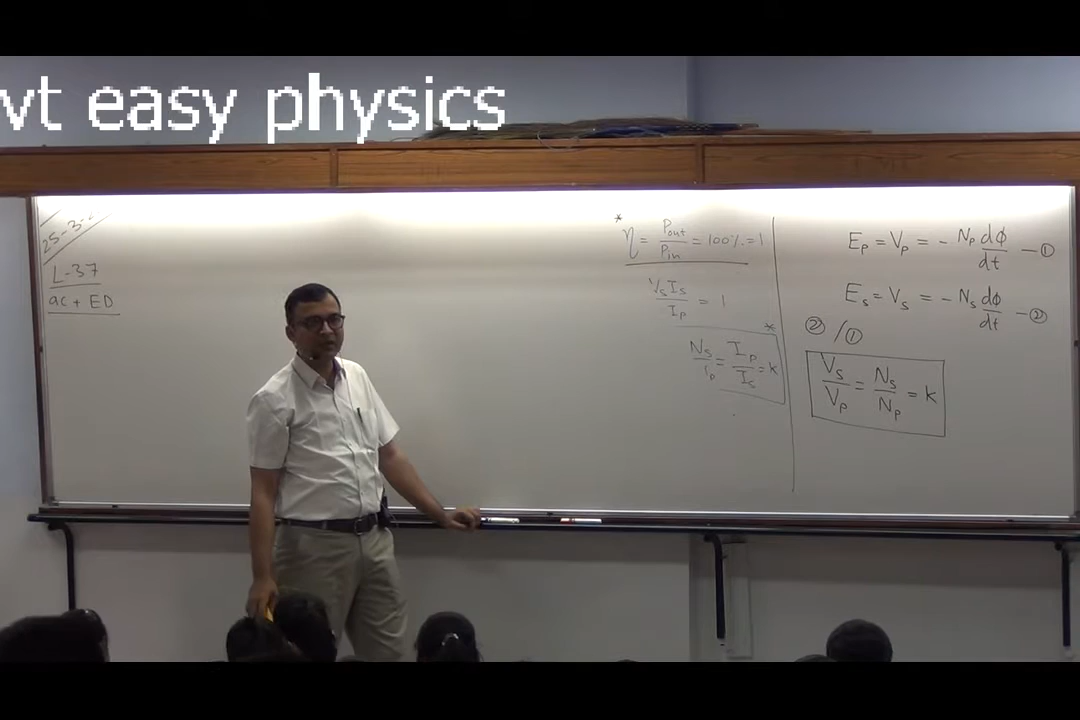 vt easy physics
25-3-2
L-37
ac + ED
* η = Pout/Pin = 100% = 1
VsIs/Ip = 1
*
Ns/p = Ip/Is = k
Ep = Vp = - Np dϕ/dt - ①
Es = Vs = - Ns dϕ/dt - ②
② / ①
Vs/Vp = Ns/Np = k